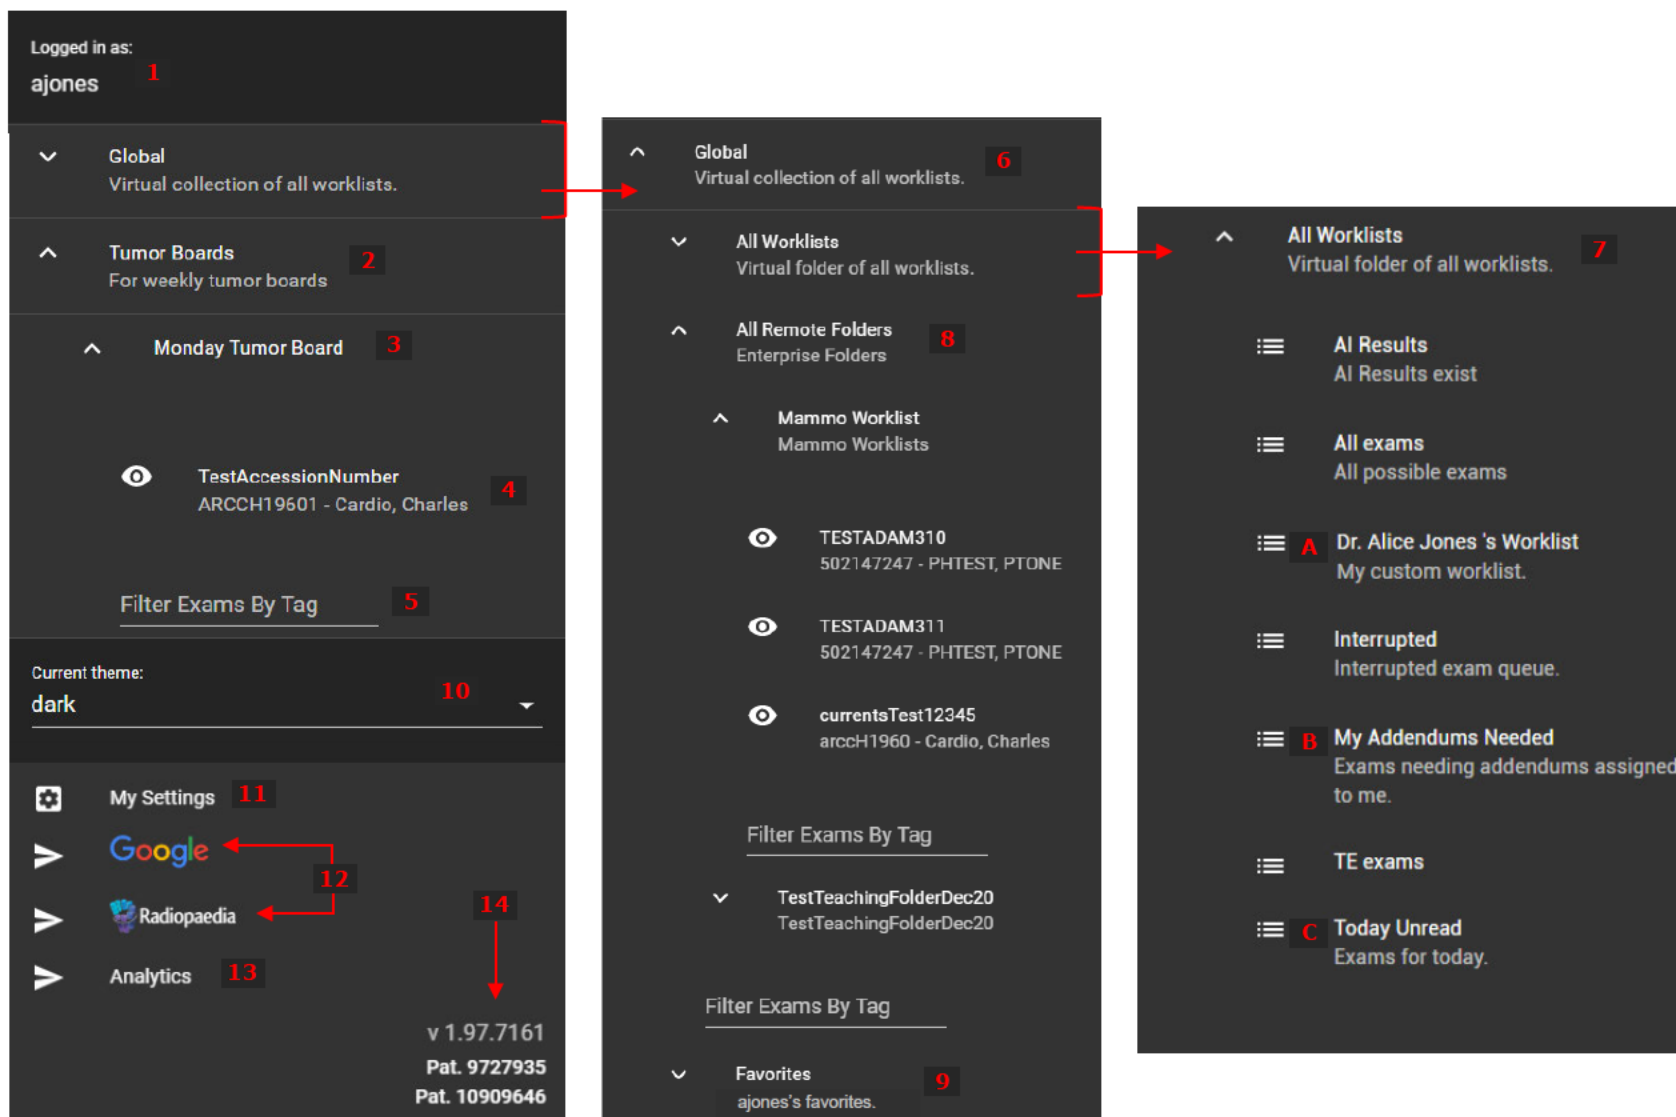 Logged in as:
ajones
1
Global
Virtual collection of all worklists.
Tumor Boards
For weekly tumor boards
2
Monday Tumor Board
3
TestAccessionNumber
ARCCH19601 - Cardio, Charles
4
Filter Exams By Tag
5
Current theme:
dark
10
My Settings
11
Google
12
Radiopaedia
Analytics
13
14
v 1.97.7161
Pat. 9727935
Pat. 10909646
Global
Virtual collection of all worklists.
6
All Worklists
Virtual folder of all worklists.
All Remote Folders
Enterprise Folders
8
Mammo Worklist
Mammo Worklists
TESTADAM310
502147247 - PHTEST, PTONE
TESTADAM311
502147247 - PHTEST, PTONE
currentsTest12345
arccH1960 - Cardio, Charles
Filter Exams By Tag
TestTeachingFolderDec20
TestTeachingFolderDec20
Filter Exams By Tag
Favorites
ajones's favorites.
9
All Worklists
Virtual folder of all worklists.
7
AI Results
AI Results exist
All exams
All possible exams
A
Dr. Alice Jones 's Worklist
My custom worklist.
Interrupted
Interrupted exam queue.
B
My Addendums Needed
Exams needing addendums assigned
to me.
TE exams
C
Today Unread
Exams for today.